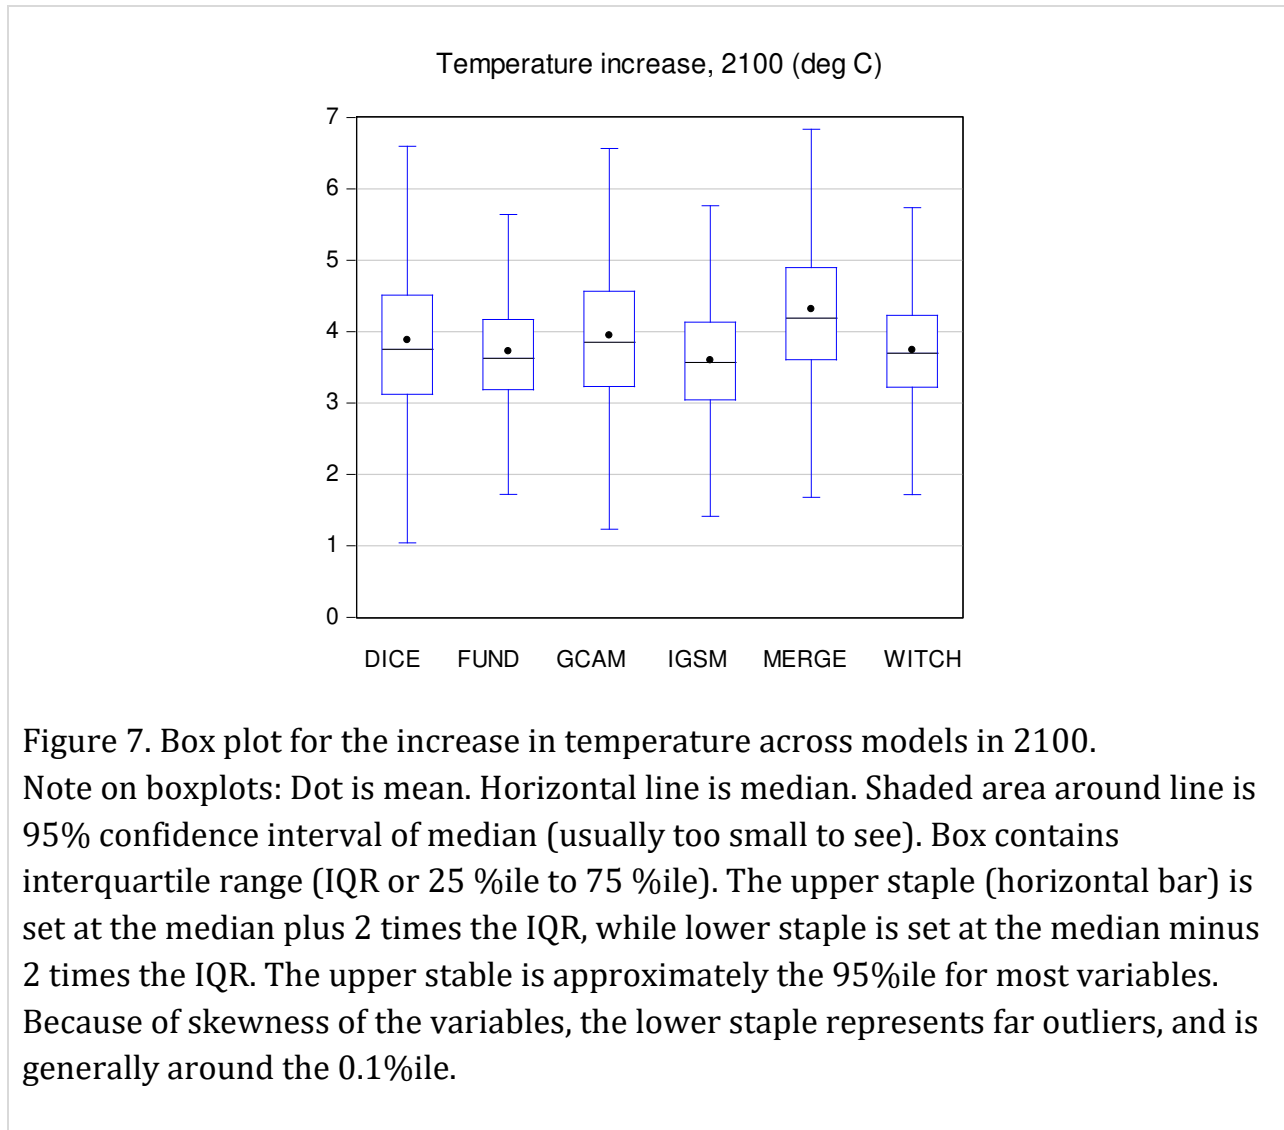 Temperature increase, 2100 (deg C)
7
6
5
4
3
2
1
0
DICE FUND GCAM IGSM MERGE WITCH
Figure 7. Box plot for the increase in temperature across models in 2100.
Note on boxplots: Dot is mean. Horizontal line is median. Shaded area around line is
95% confidence interval of median (usually too small to see). Box contains
interquartile range (IQR or 25 %ile to 75 %ile). The upper staple (horizontal bar) is
set at the median plus 2 times the IQR, while lower staple is set at the median minus
2 times the IQR. The upper stable is approximately the 95%ile for most variables.
Because of skewness of the variables, the lower staple represents far outliers, and is
generally around the 0.1%ile.